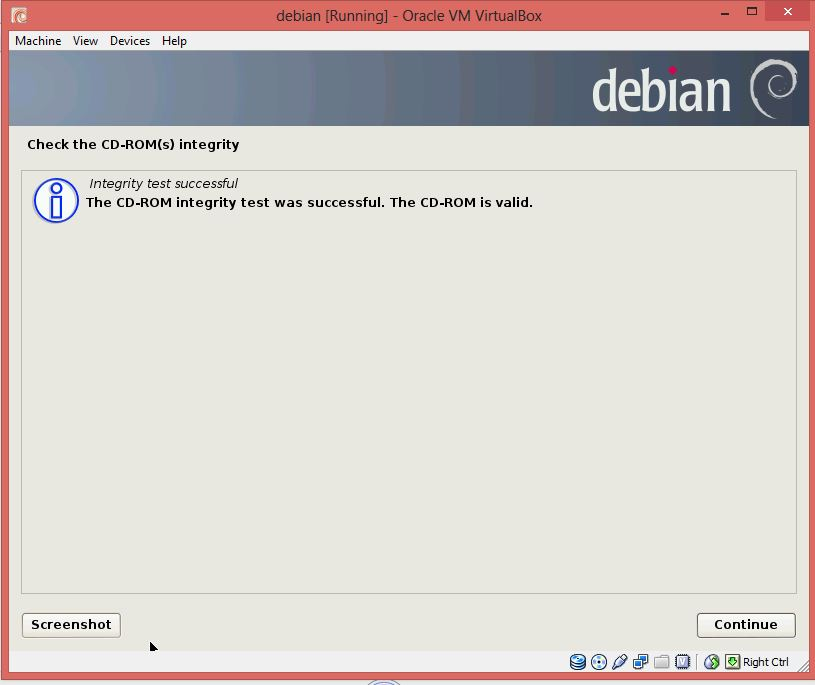 debian [Running] - Oracle VM VirtualBox
Machine View Devices Help
debian
Check the CD-ROM(s) integrity
Integrity test successful
The CD-ROM integrity test was successful. The CD-ROM is valid.
Screenshot
Continue
Right Ctrl